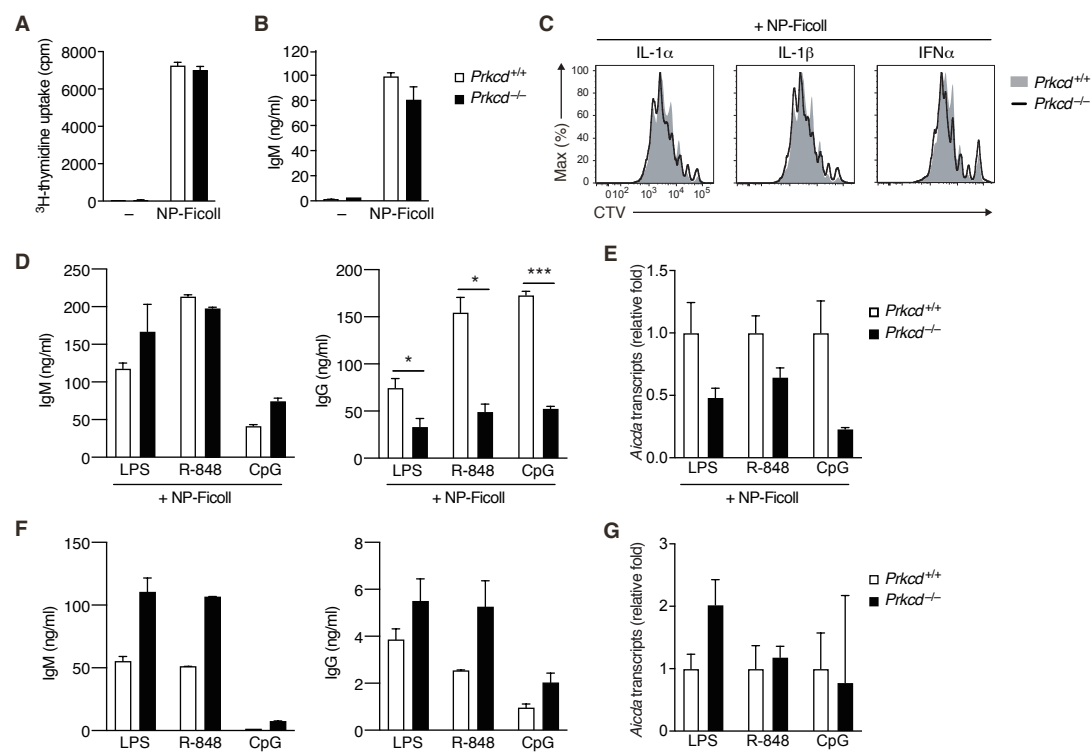 A
³H-thymidine uptake (cpm)
8000
6000
4000
2000
0
–
NP-Ficoll
B
IgM (ng/ml)
120
100
80
60
40
20
0
–
NP-Ficoll
Prkcd+/+
Prkcd–/–
C
+ NP-Ficoll
IL-1α
IL-1β
IFNα
Max (%)
100
80
60
40
20
0
0 10² 10³ 10⁴ 10⁵
CTV
Prkcd+/+
Prkcd–/–
D
IgM (ng/ml)
250
200
150
100
50
0
LPS
R-848
CpG
+ NP-Ficoll
IgG (ng/ml)
200
150
100
50
0
*
*
***
LPS
R-848
CpG
+ NP-Ficoll
E
Aicda transcripts (relative fold)
1.5
1.0
0.5
0.0
LPS
R-848
CpG
+ NP-Ficoll
Prkcd+/+
Prkcd–/–
F
IgM (ng/ml)
150
100
50
0
LPS
R-848
CpG
IgG (ng/ml)
8
6
4
2
0
LPS
R-848
CpG
G
Aicda transcripts (relative fold)
3
2
1
0
LPS
R-848
CpG
Prkcd+/+
Prkcd–/–